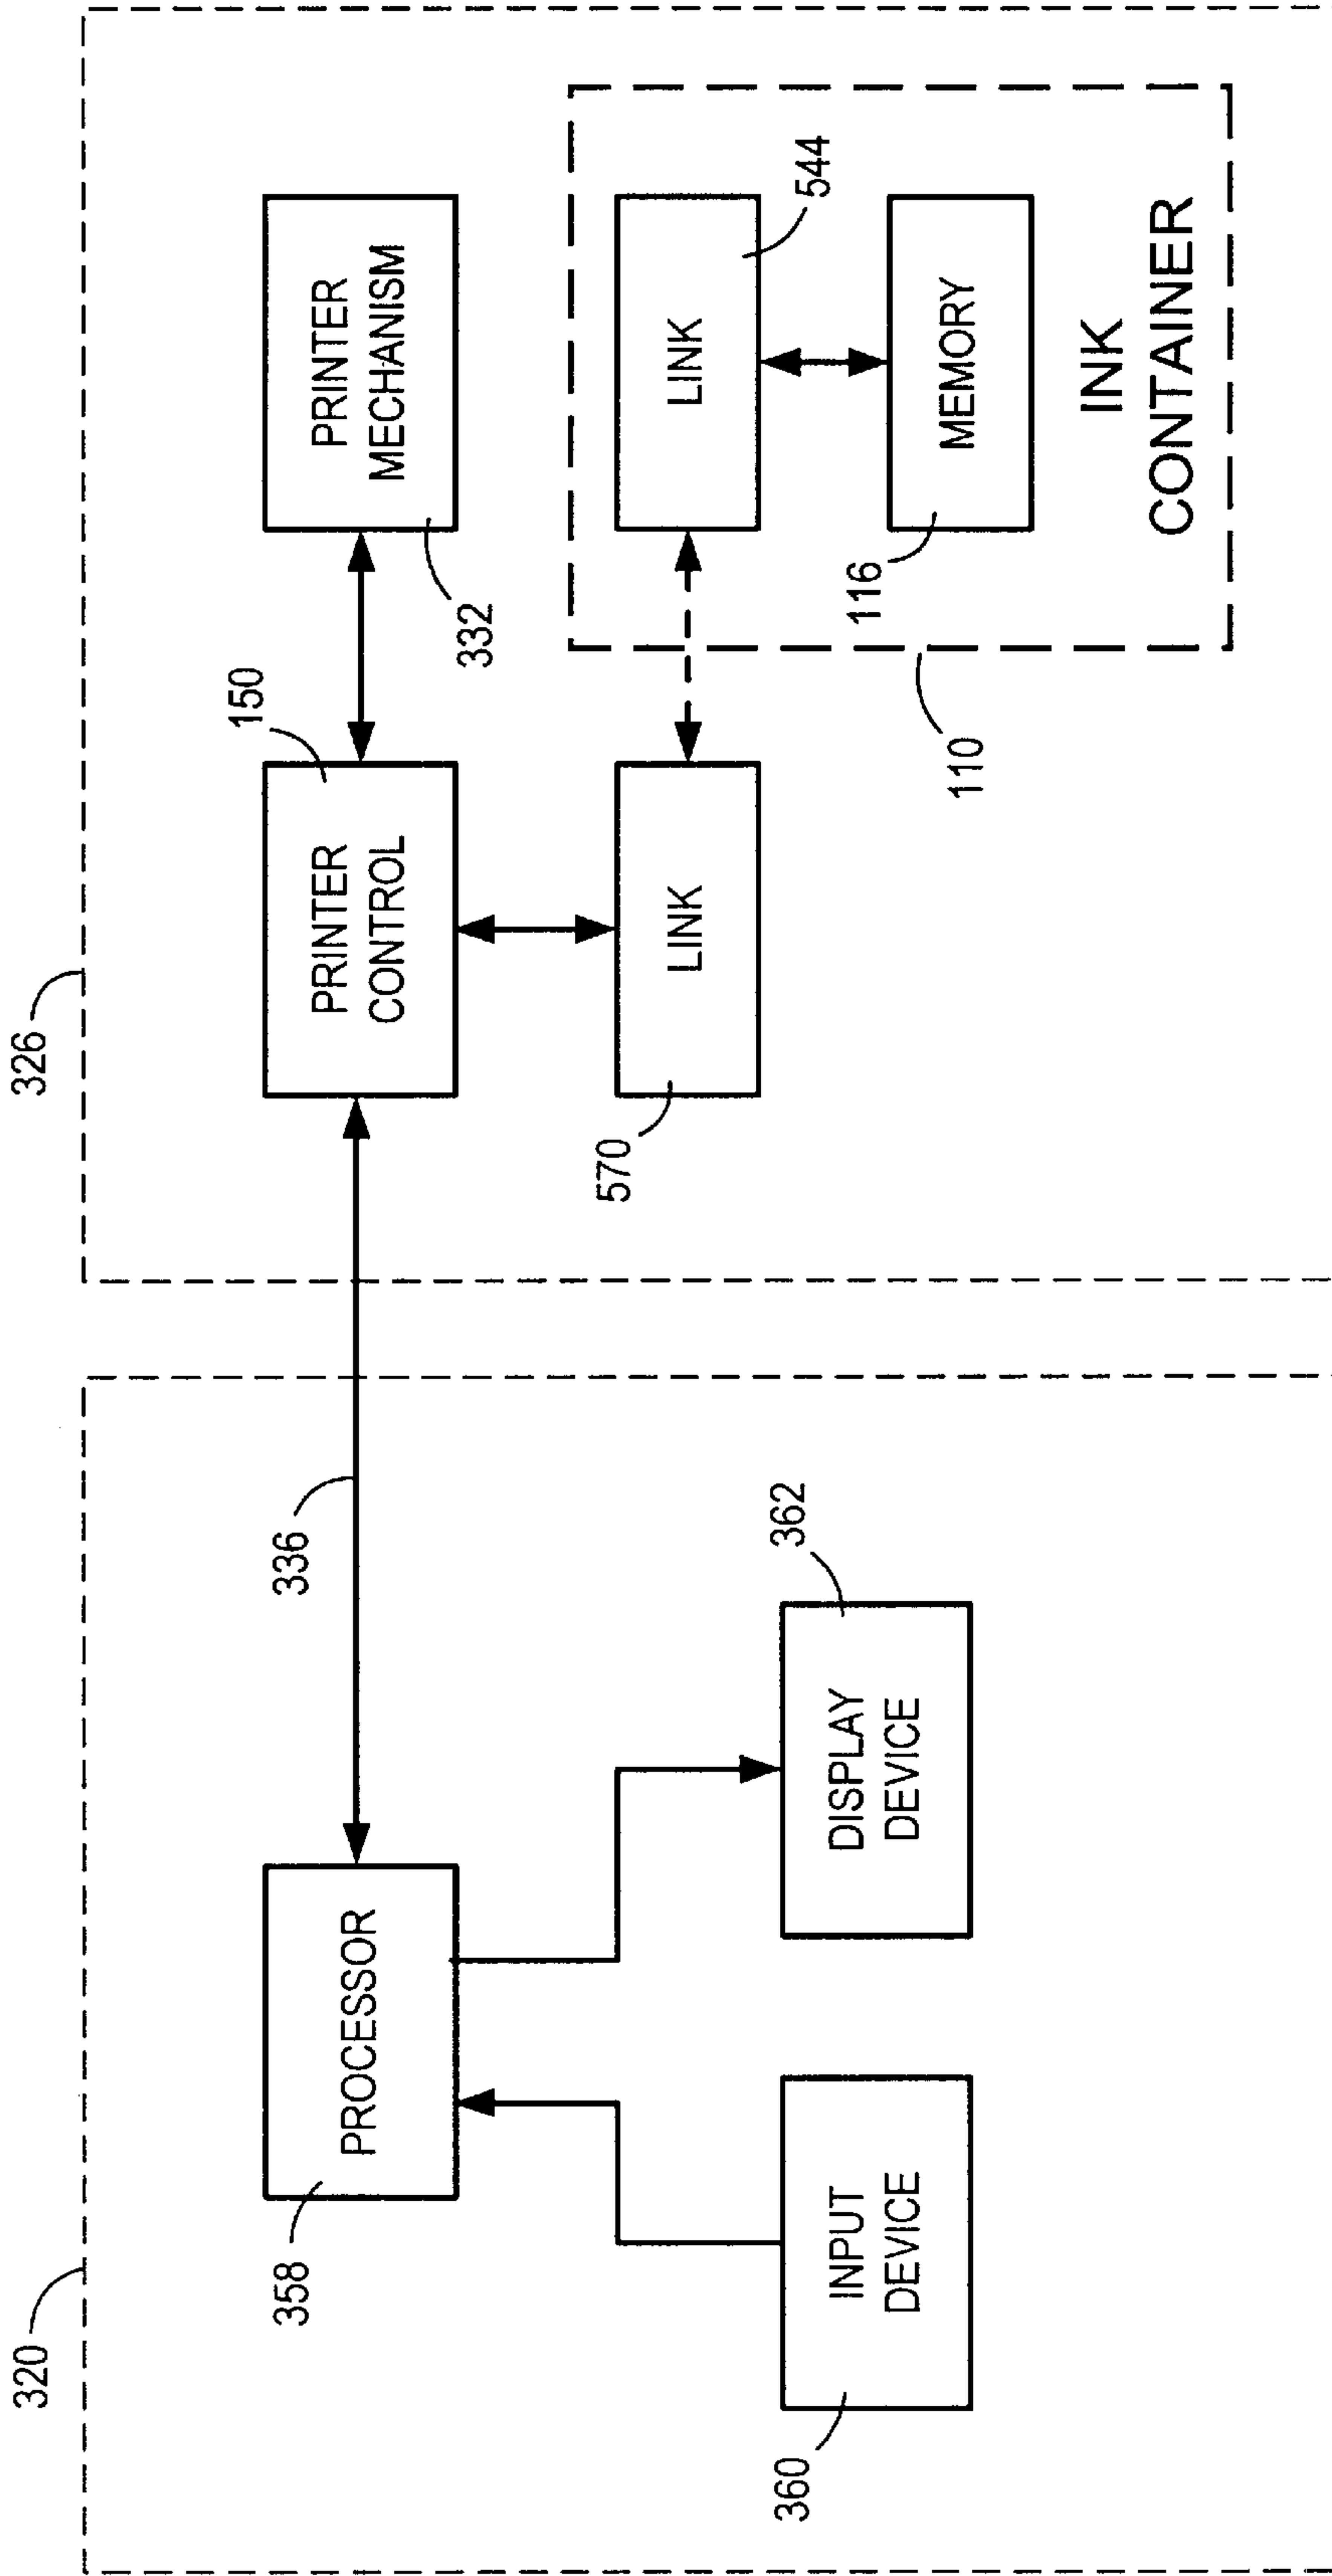 320
326
358
PROCESSOR
336
150
PRINTER
CONTROL
PRINTER
MECHANISM
332
570
LINK
LINK
544
360
INPUT
DEVICE
DISPLAY
DEVICE
362
116
MEMORY
110
INK
CONTAINER